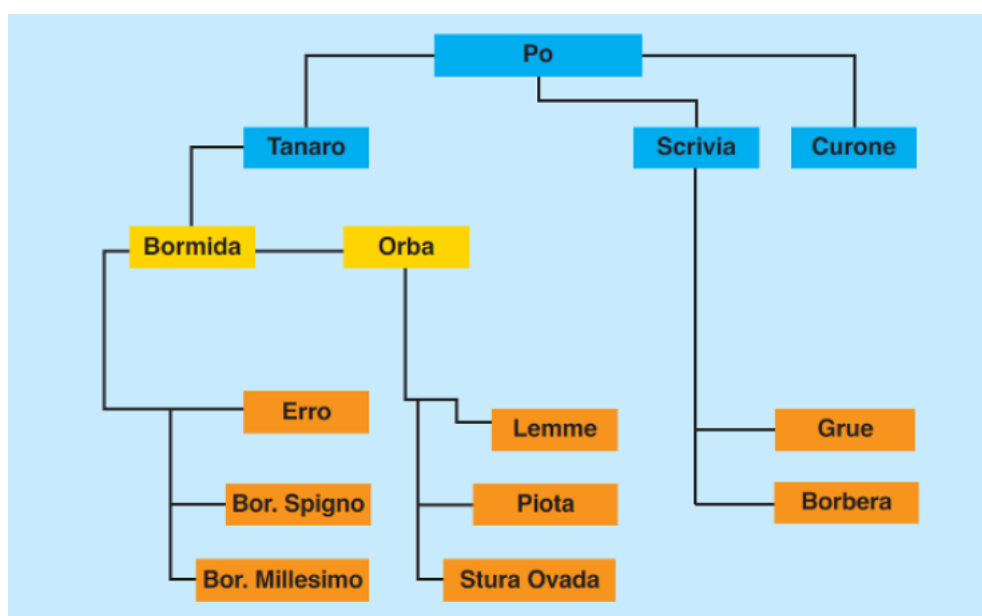 Po
Tanaro
Scrivia
Curone
Bormida
Orba
Erro
Lemme
Grue
Bor. Spigno
Piota
Borbera
Bor. Millesimo
Stura Ovada